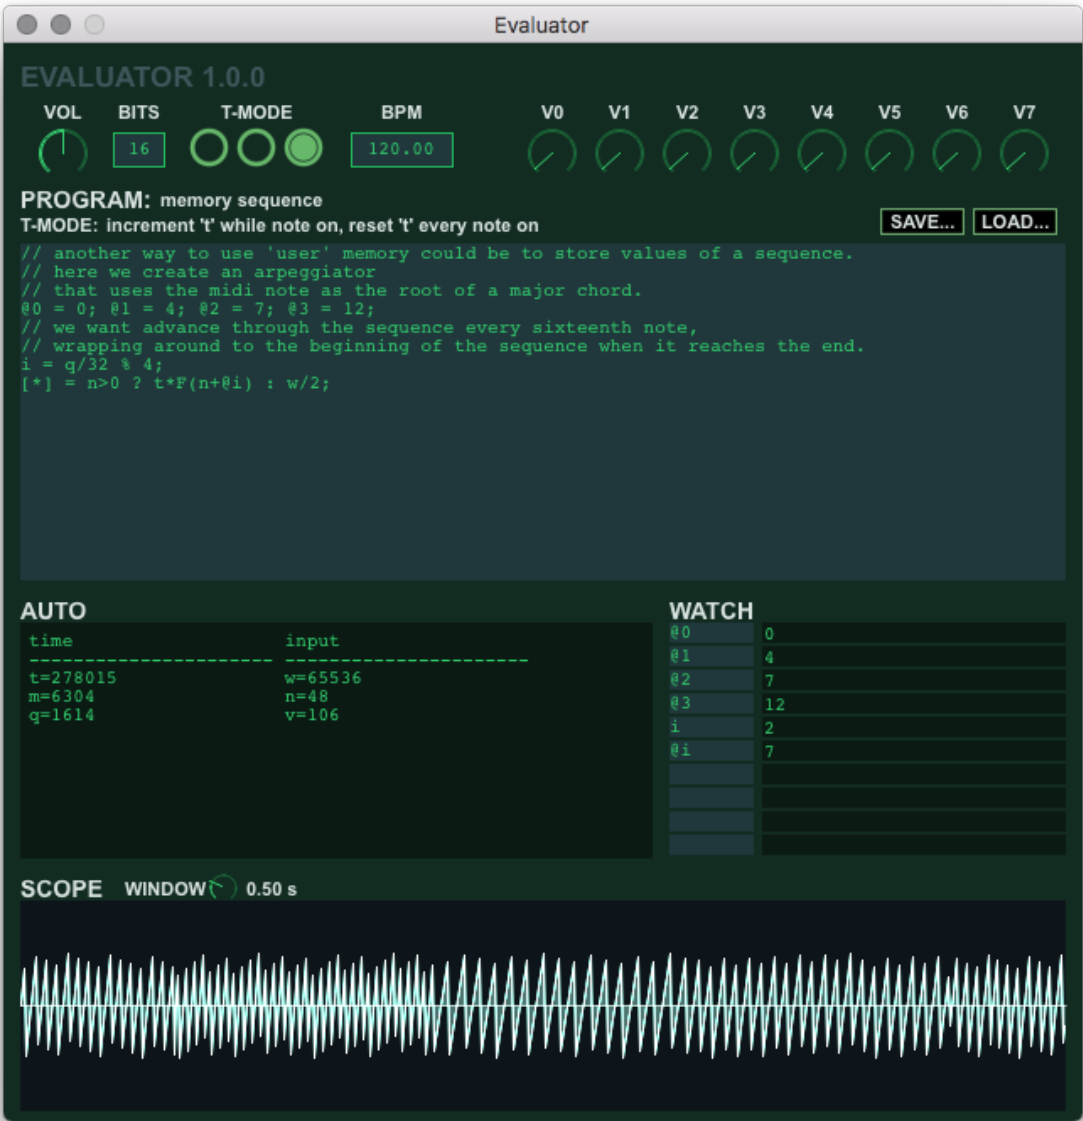 Evaluator
EVALUATOR 1.0.0
VOL BITS T-MODE BPM V0 V1 V2 V3 V4 V5 V6 V7
16 120.00
PROGRAM: memory sequence
T-MODE: increment 't' while note on, reset 't' every note on
SAVE... LOAD...
// another way to use 'user' memory could be to store values of a sequence.
// here we create an arpeggiator
// that uses the midi note as the root of a major chord.
@0 = 0; @1 = 4; @2 = 7; @3 = 12;
// we want advance through the sequence every sixteenth note,
// wrapping around to the beginning of the sequence when it reaches the end.
i = q/32 % 4;
[*] = n>0 ? t*F(n+@i) : w/2;
AUTO
time input
----------------------- -----------------------
t=278015 w=65536
m=6304 n=48
q=1614 v=106
WATCH
@0 0
@1 4
@2 7
@3 12
i 2
@i 7
SCOPE WINDOW 0.50 s